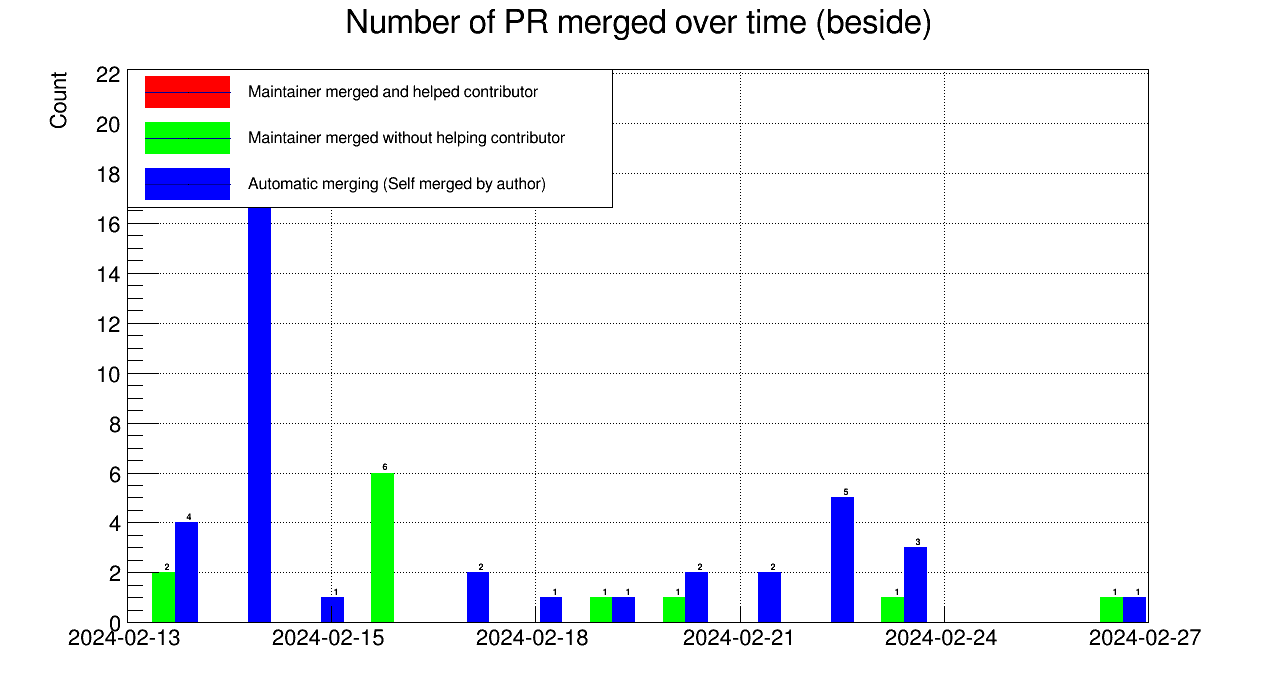 Number of PR merged over time (beside)
Count
22
20
18
16
14
12
10
8
6
4
2
0
Maintainer merged and helped contributor
Maintainer merged without helping contributor
Automatic merging (Self merged by author)
2 4 1 6 2 1 1 1 1 2 2 5 1 3 1 1
2024-02-13 2024-02-15 2024-02-18 2024-02-21 2024-02-24 2024-02-27